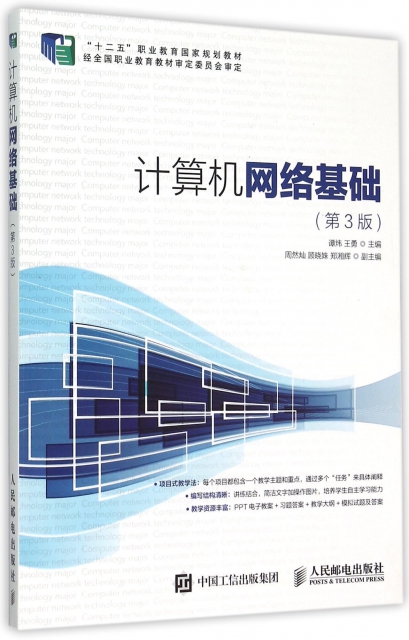 “十二五”职业教育国家规划教材
经全国职业教育教材审定委员会审定
计算机网络基础
（第3版）
谭炜 王勇 主编
周然灿 顾晓姝 郑湘辉 副主编
• 项目式教学法：每个项目都包含一个教学主题和重点，通过多个“任务”来具体阐释
• 编写结构清晰：讲练结合，简洁文字加操作图片，培养学生自主学习能力
• 教学资源丰富：PPT电子教案+习题答案+教学大纲+模拟试题及答案
中国工信出版集团
人民邮电出版社
POSTS & TELECOM PRESS
计算机网络基础（第3版）
人民邮电出版社